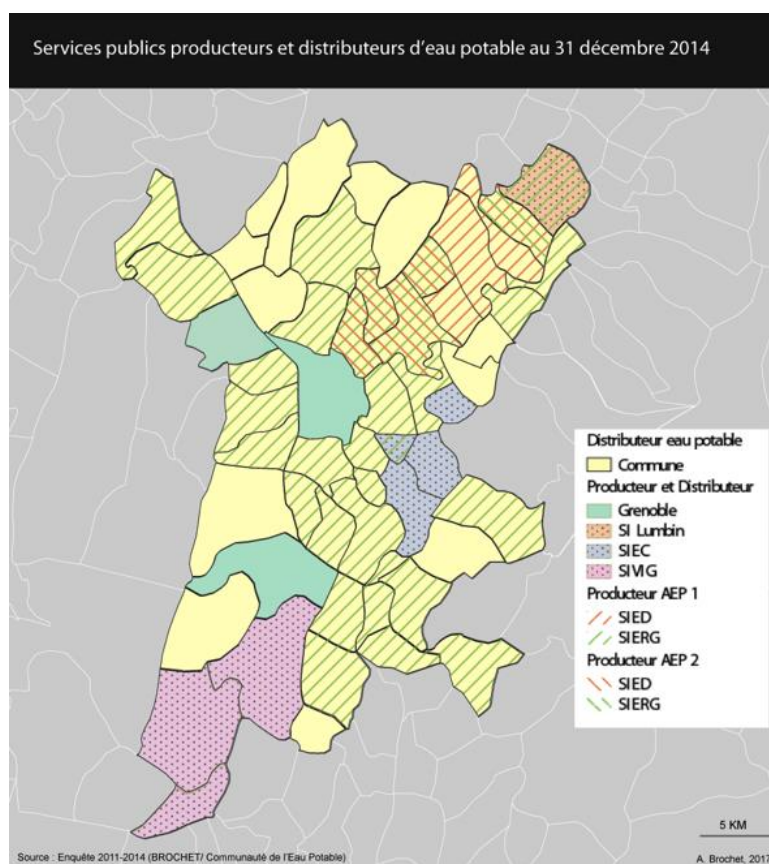 Services publics producteurs et distributeurs d'eau potable au 31 décembre 2014
Distributeur eau potable
Commune
Producteur et Distributeur
Grenoble
SI Lumbin
SIEC
SIVIG
Producteur AEP 1
SIED
SIERG
Producteur AEP 2
SIED
SIERG
5 KM
Source : Enquête 2011-2014 (BROCHET/ Communauté de l'Eau Potable)
A. Brochet, 2017